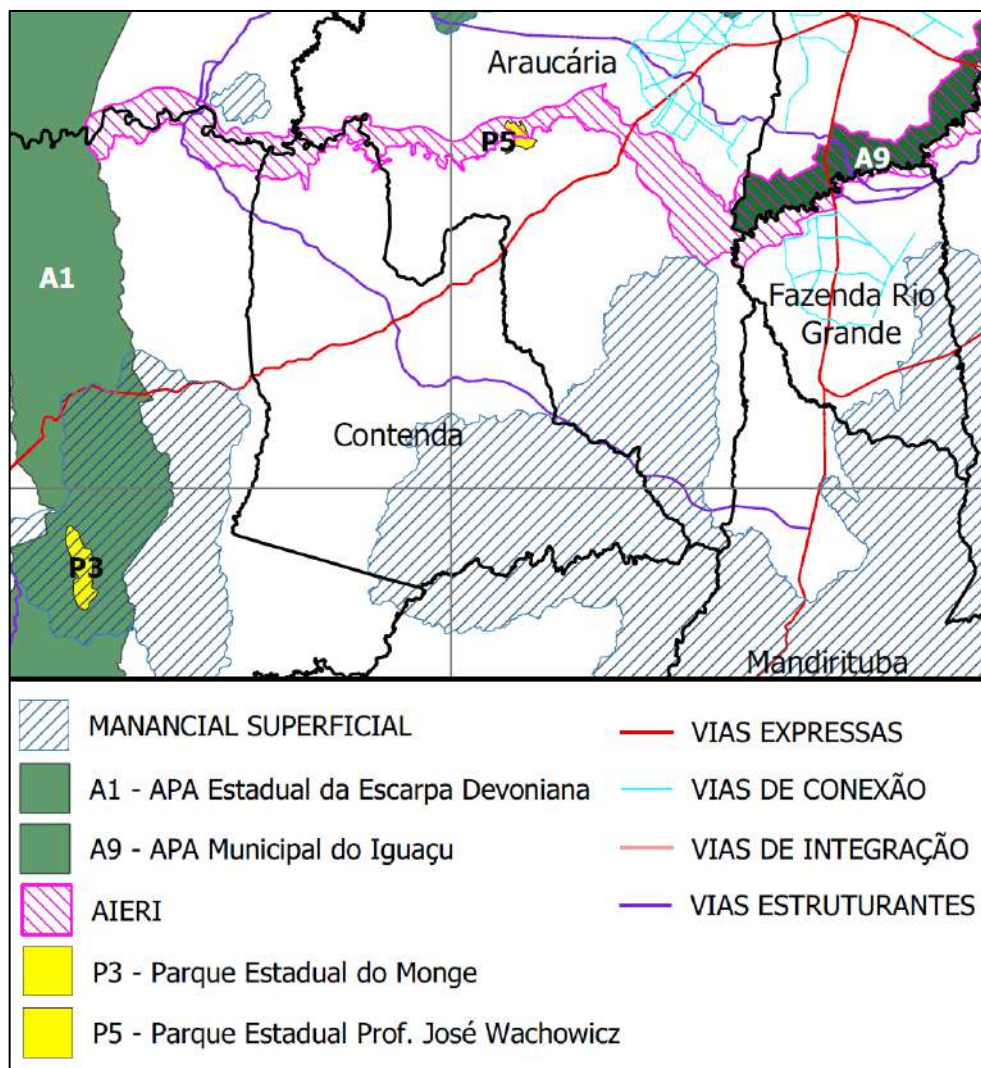 Araucária
P5
A9
A1
Fazenda Rio
Grande
Contenda
P3
Mandirituba
MANANCIAL SUPERFICIAL
A1 - APA Estadual da Escarpa Devoniana
A9 - APA Municipal do Iguaçu
AIERI
P3 - Parque Estadual do Monge
P5 - Parque Estadual Prof. José Wachowicz
VIAS EXPRESSAS
VIAS DE CONEXÃO
VIAS DE INTEGRAÇÃO
VIAS ESTRUTURANTES